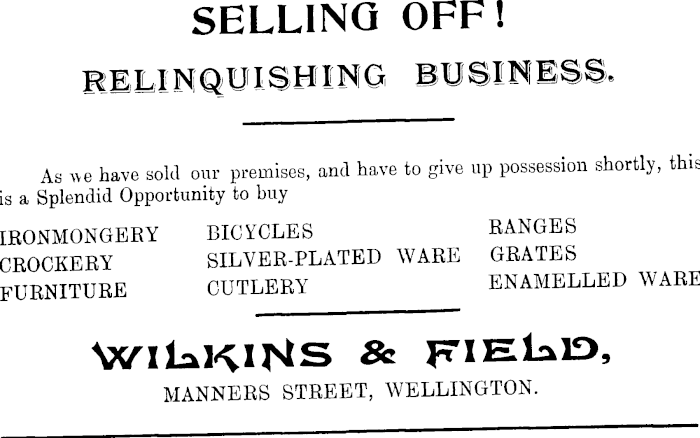 SELLING OFF!
RELINQUISHING BUSINESS.
As we have sold our premises, and have to give up possession shortly, this
is a Splendid Opportunity to buy
IRONMONGERY BICYCLES RANGES
CROCKERY SILVER-PLATED WARE GRATES
FURNITURE CUTLERY ENAMELLED WARE
WILKINS & FIELD,
MANNERS STREET, WELLINGTON.